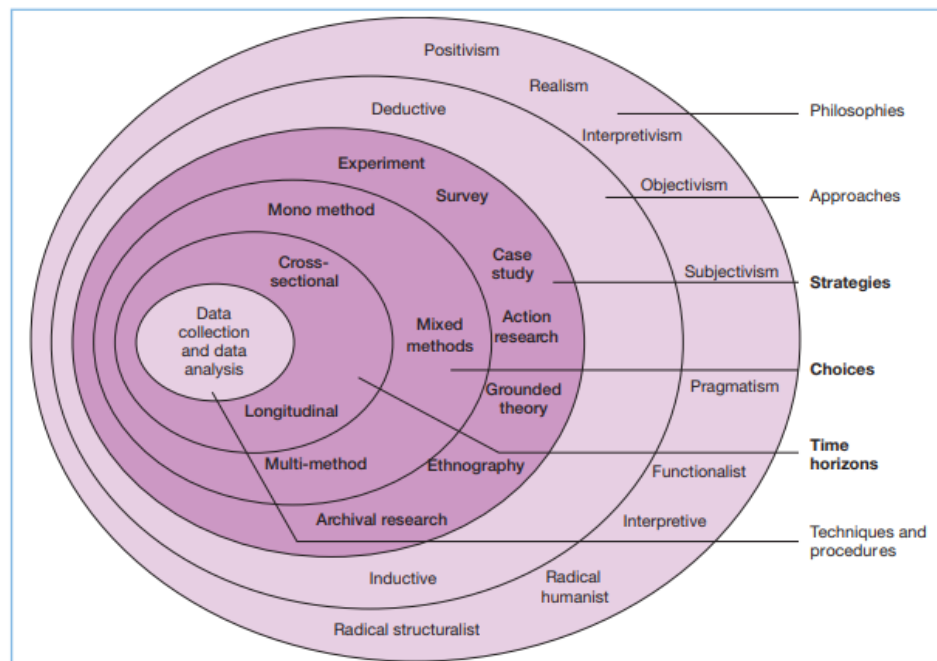 Positivism
Realism
Philosophies
Deductive
Interpretivism
Experiment
Objectivism
Approaches
Survey
Mono method
Case
study
Subjectivism
Strategies
Cross-
sectional
Data
collection
and data
analysis
Mixed
methods
Action
research
Choices
Pragmatism
Grounded
theory
Longitudinal
Time
horizons
Multi-method
Ethnography
Functionalist
Archival research
Interpretive
Techniques and
procedures
Inductive
Radical
humanist
Radical structuralist